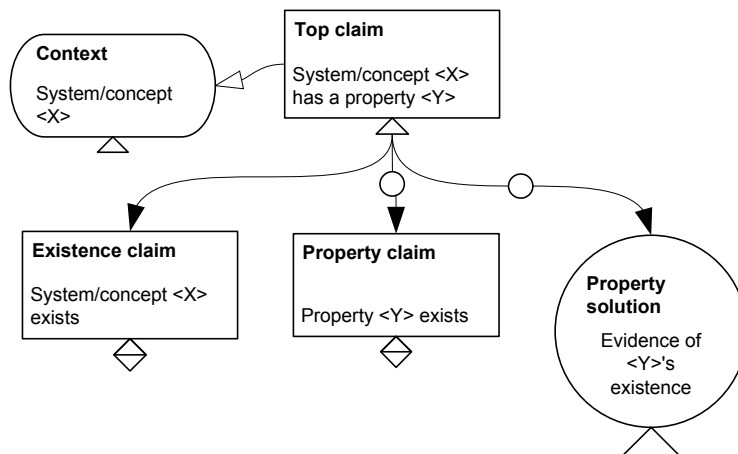 Context
System/concept
<X>
Top claim
System/concept <X>
has a property <Y>
Existence claim
System/concept <X>
exists
Property claim
Property <Y> exists
Property
solution
Evidence of
<Y>'s
existence